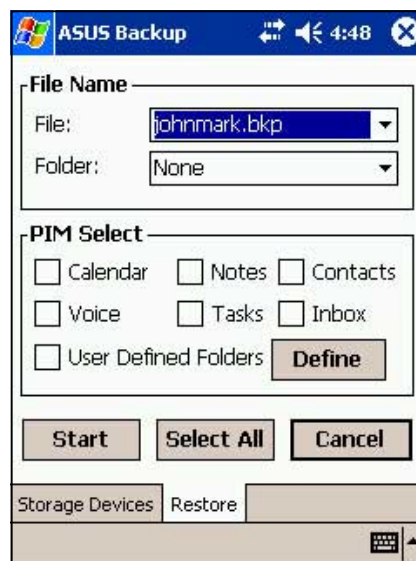 ASUS Backup 4:48
File Name
File: johnmark.bkp
Folder: None
PIM Select
Calendar Notes Contacts
Voice Tasks Inbox
User Defined Folders Define
Start Select All Cancel
Storage Devices Restore